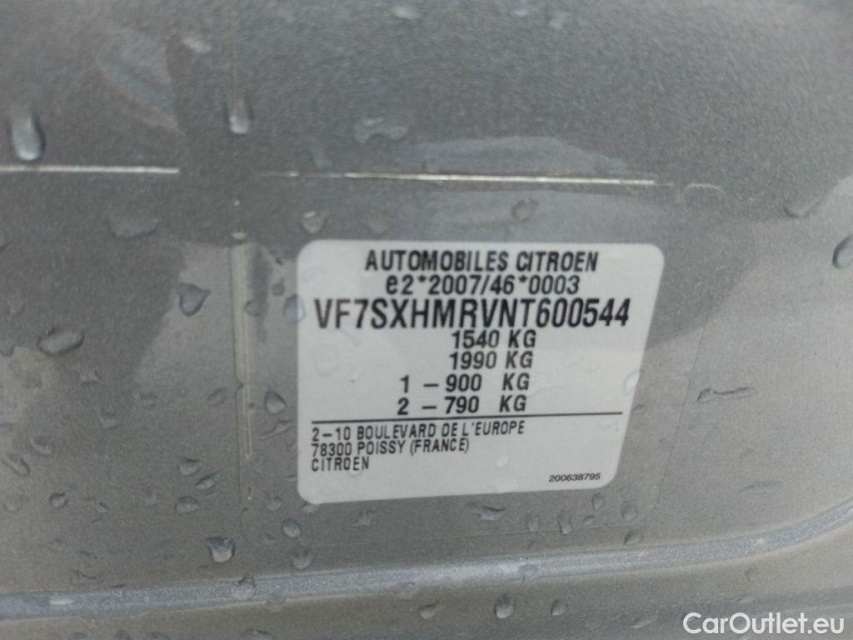 AUTOMOBILES CITROEN
e2*2007/46*0003
VF7SXHMRVNT600544
1540 KG
1990 KG
1 - 900 KG
2 - 790 KG
2-10 BOULEVARD DE L'EUROPE
78300 POISSY (FRANCE)
CITROEN
200638795
CarOutlet.eu